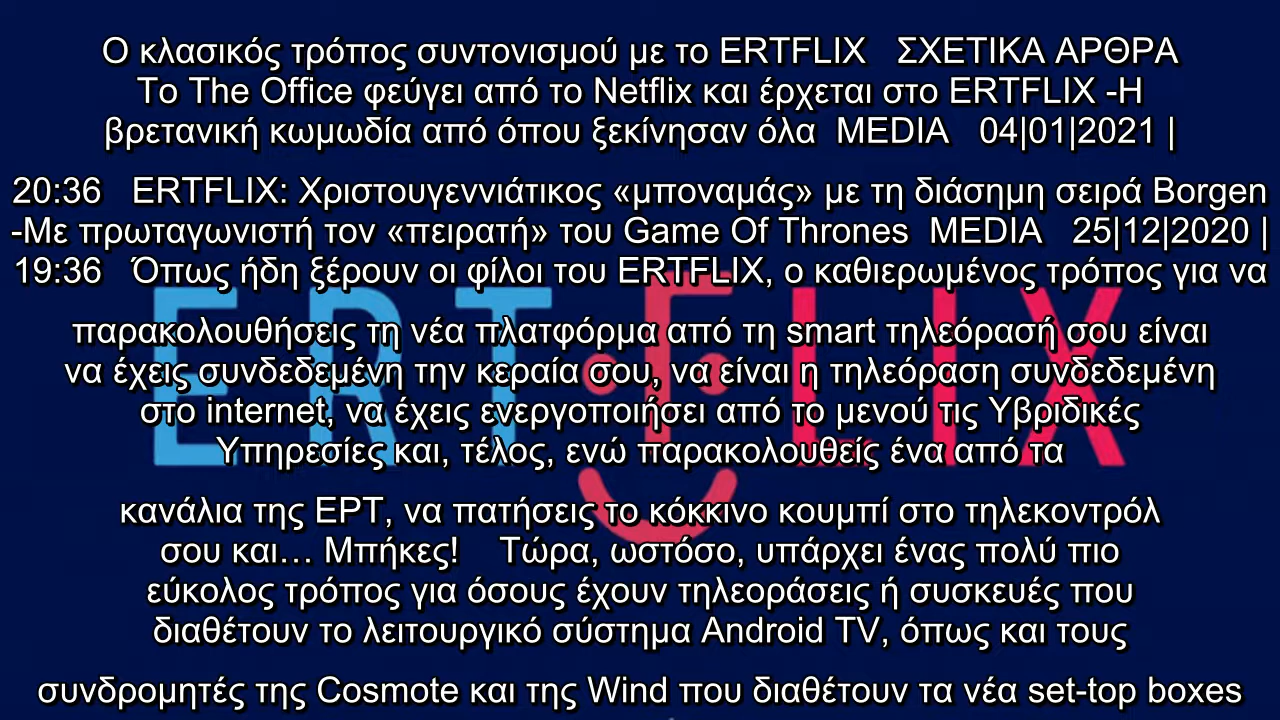 Ο κλασικός τρόπος συντονισμού με το ERTFLIX   ΣΧΕΤΙΚΑ ΑΡΘΡΑ
Το The Office φεύγει από το Netflix και έρχεται στο ERTFLIX -Η
βρετανική κωμωδία από όπου ξεκίνησαν όλα  MEDIA   04|01|2021 |
20:36   ERTFLIX: Χριστουγεννιάτικος «μποναμάς» με τη διάσημη σειρά Borgen
-Με πρωταγωνιστή τον «πειρατή» του Game Of Thrones  MEDIA   25|12|2020 |
19:36   Όπως ήδη ξέρουν οι φίλοι του ERTFLIX, ο καθιερωμένος τρόπος για να
παρακολουθήσεις τη νέα πλατφόρμα από τη smart τηλεόρασή σου είναι
να έχεις συνδεδεμένη την κεραία σου, να είναι η τηλεόραση συνδεδεμένη
στο internet, να έχεις ενεργοποιήσει από το μενού τις Υβριδικές
Υπηρεσίες και, τέλος, ενώ παρακολουθείς ένα από τα
κανάλια της ΕΡΤ, να πατήσεις το κόκκινο κουμπί στο τηλεκοντρόλ
σου και… Μπήκες!    Τώρα, ωστόσο, υπάρχει ένας πολύ πιο
εύκολος τρόπος για όσους έχουν τηλεοράσεις ή συσκευές που
διαθέτουν το λειτουργικό σύστημα Android TV, όπως και τους
συνδρομητές της Cosmote και της Wind που διαθέτουν τα νέα set-top boxes
ERTFLIX